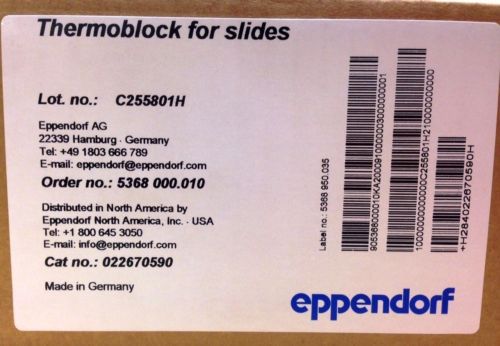 Thermoblock for slides
Lot. no.: C255801H
Eppendorf AG
22339 Hamburg · Germany
Tel: +49 1803 666 789
E-mail: eppendorf@eppendorf.com
Order no.: 5368 000.010
Distributed in North America by
Eppendorf North America, Inc. · USA
Tel: +1 800 645 3050
E-mail: info@eppendorf.com
Cat no.: 022670590
Made in Germany
Label no.: 5368 950.035
+H284022670590H
eppendorf